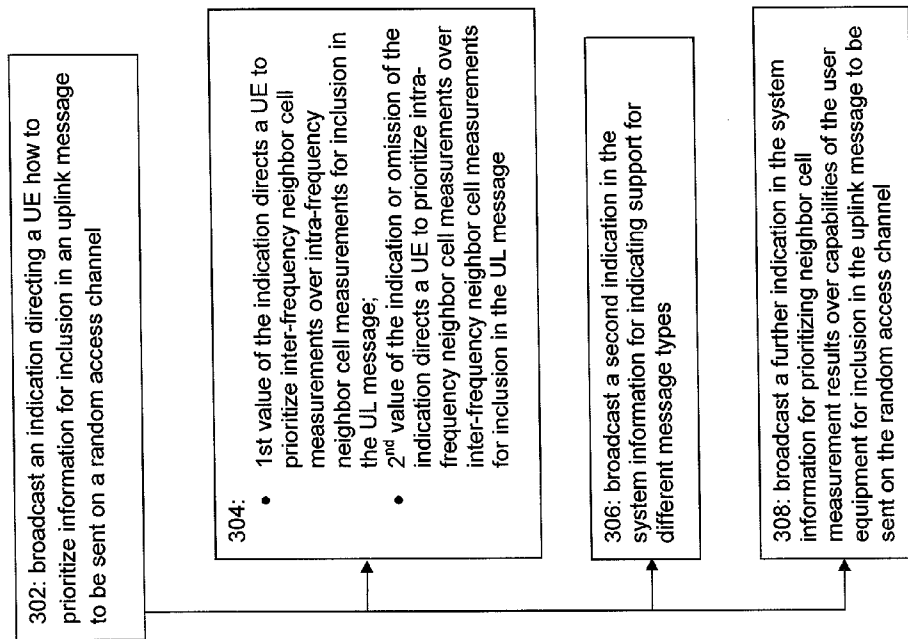 302: broadcast an indication directing a UE how to
prioritize information for inclusion in an uplink message
to be sent on a random access channel
304:
• 1st value of the indication directs a UE to
prioritize inter-frequency neighbor cell
measurements over intra-frequency
neighbor cell measurements for inclusion in
the UL message;
• 2nd value of the indication or omission of the
indication directs a UE to prioritize intra-
frequency neighbor cell measurements over
inter-frequency neighbor cell measurements
for inclusion in the UL message
306: broadcast a second indication in the
system information for indicating support for
different message types
308: broadcast a further indication in the system
information for prioritizing neighbor cell
measurement results over capabilities of the user
equipment for inclusion in the uplink message to be
sent on the random access channel